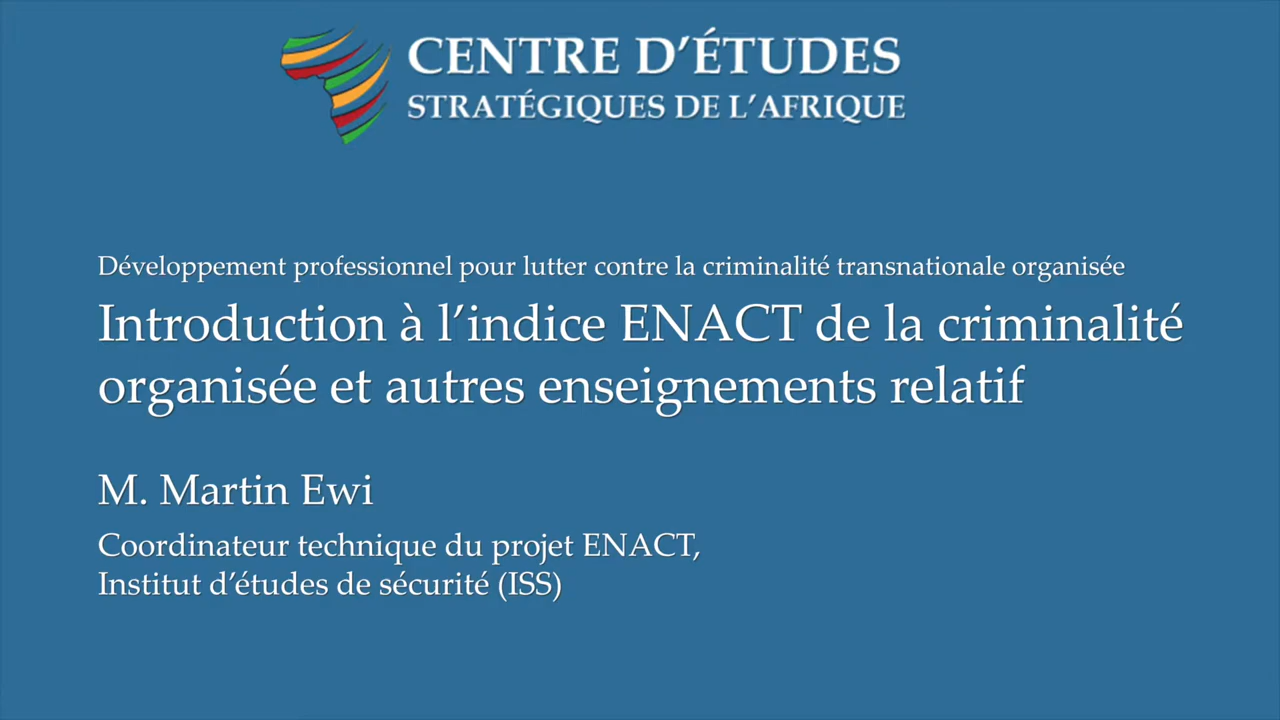 CENTRE D’ÉTUDES
STRATÉGIQUES DE L’AFRIQUE
Développement professionnel pour lutter contre la criminalité transnationale organisée
Introduction à l’indice ENACT de la criminalité
organisée et autres enseignements relatif
M. Martin Ewi
Coordinateur technique du projet ENACT,
Institut d’études de sécurité (ISS)